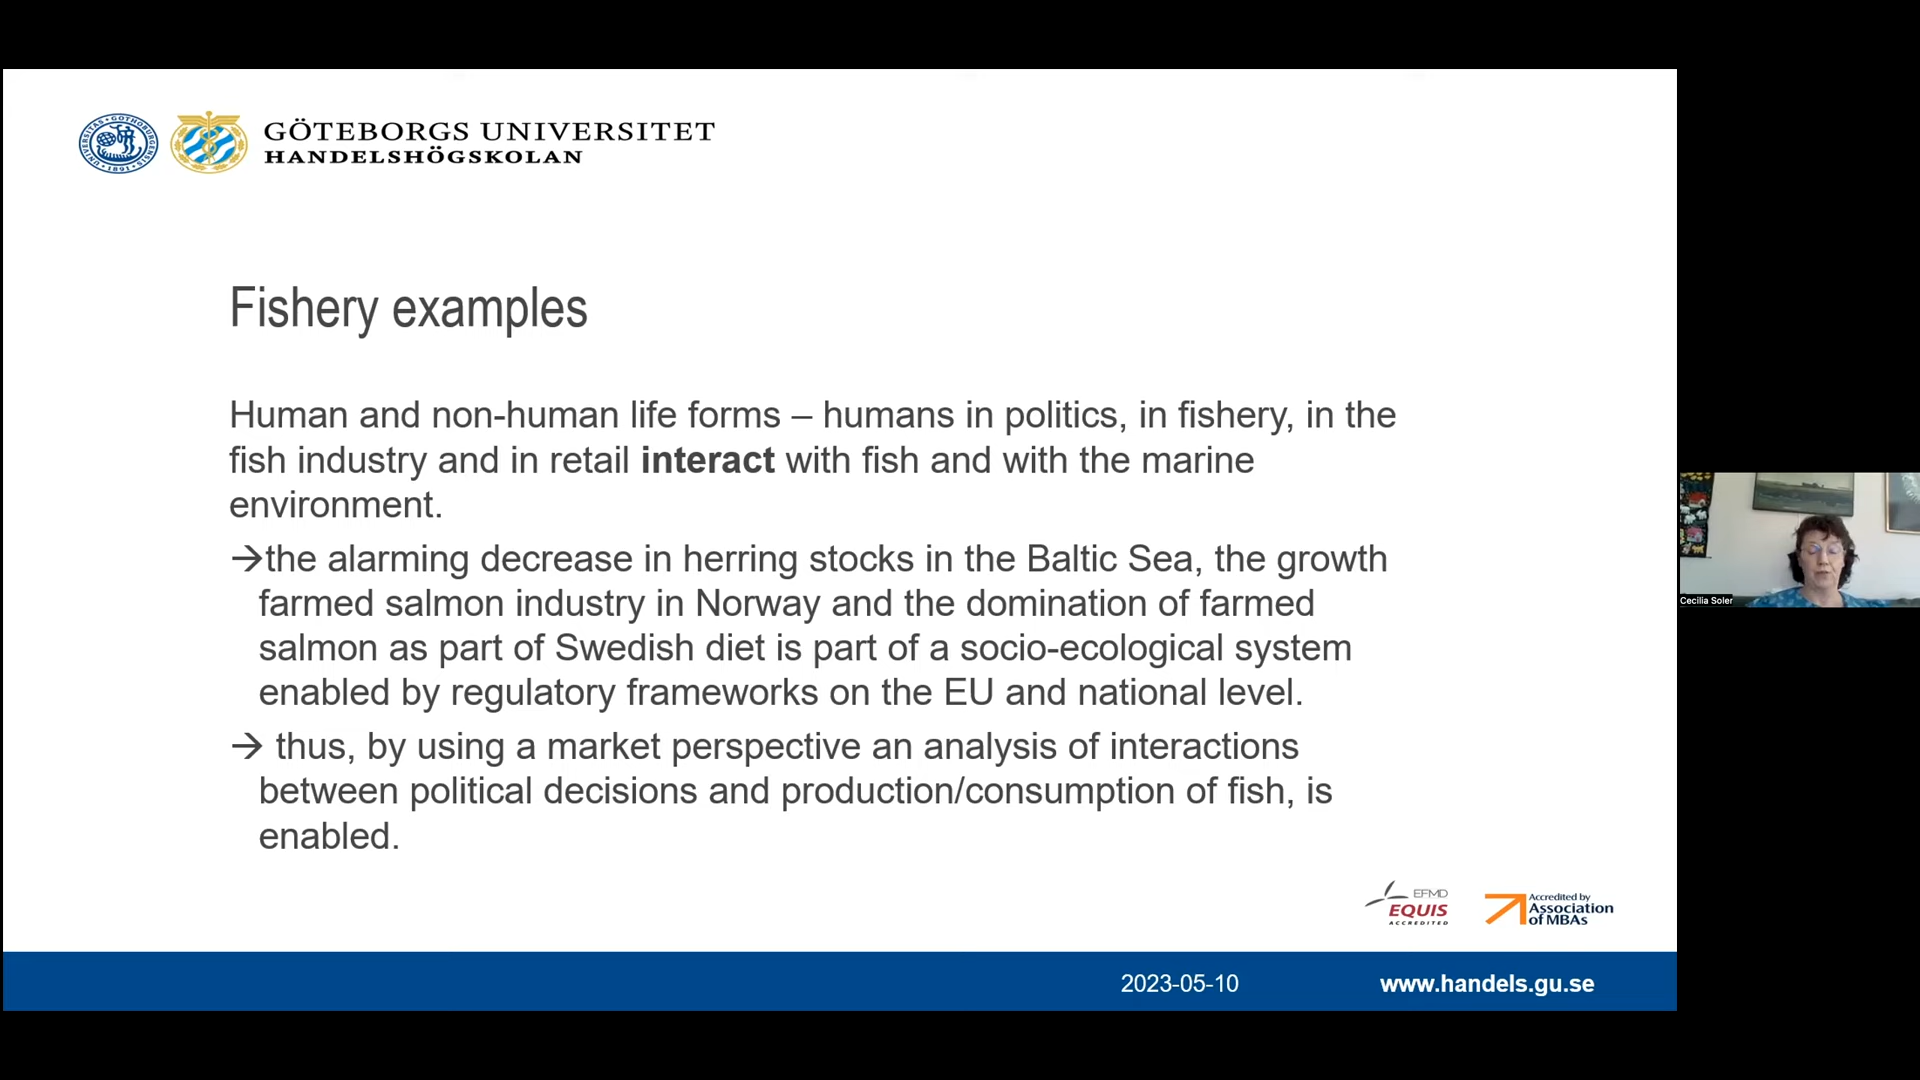 GÖTEBORGS UNIVERSITET
HANDELSHÖGSKOLAN
Fishery examples
Human and non-human life forms – humans in politics, in fishery, in the
fish industry and in retail interact with fish and with the marine
environment.
→the alarming decrease in herring stocks in the Baltic Sea, the growth
farmed salmon industry in Norway and the domination of farmed
salmon as part of Swedish diet is part of a socio-ecological system
enabled by regulatory frameworks on the EU and national level.
→ thus, by using a market perspective an analysis of interactions
between political decisions and production/consumption of fish, is
enabled.
EFMD
EQUIS
ACCREDITED
Accredited by
Association
of MBAs
2023-05-10
www.handels.gu.se
Cecilia Soler